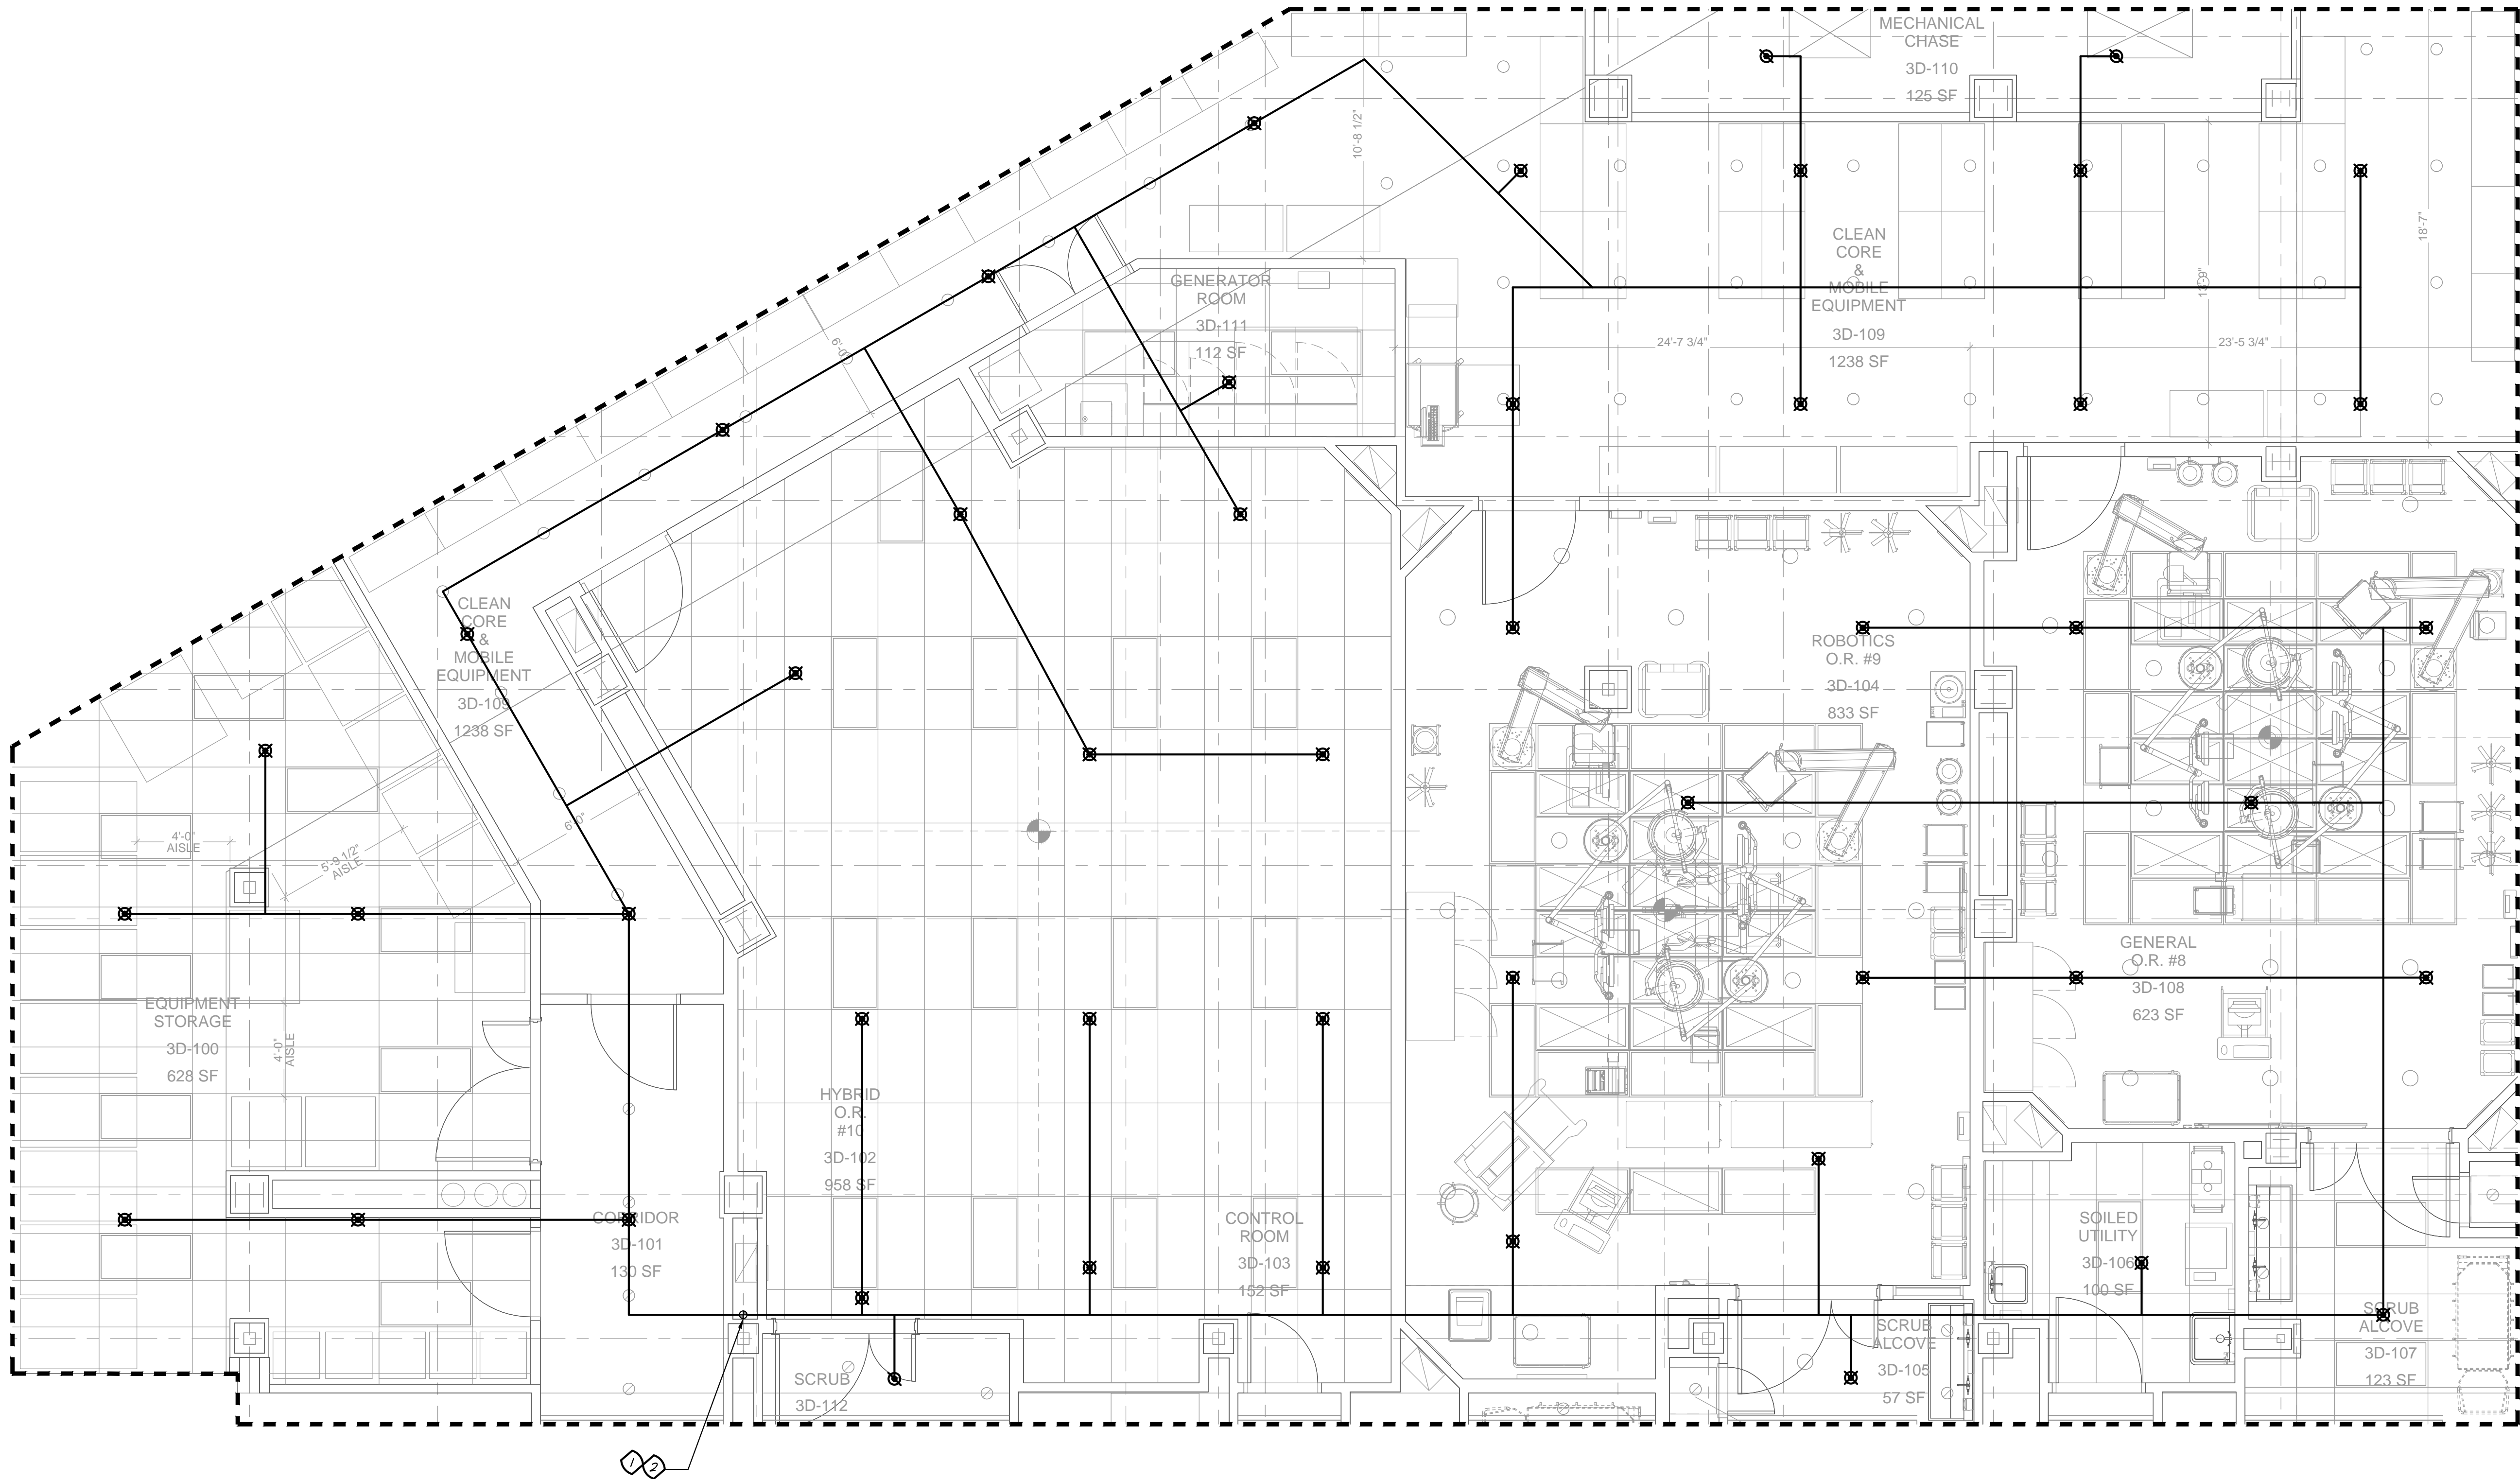 MECHANICAL
CHASE
3D-110
125 SF
10'-8 1/2"
18'-7"
13'-9"
CLEAN
CORE
&
MOBILE
EQUIPMENT
3D-109
1238 SF
24'-7 3/4"
23'-5 3/4"
GENERATOR
ROOM
3D-111
112 SF
6'-0"
CLEAN
CORE
&
MOBILE
EQUIPMENT
3D-109
1238 SF
6'-0"
ROBOTICS
O.R. #9
3D-104
833 SF
4'-0"
AISLE
5'-9 1/2"
AISLE
GENERAL
O.R. #8
3D-108
623 SF
EQUIPMENT
STORAGE
3D-100
628 SF
4'-0"
AISLE
HYBRID
O.R.
#10
3D-102
958 SF
CORRIDOR
3D-101
130 SF
CONTROL
ROOM
3D-103
152 SF
SOILED
UTILITY
3D-106
100 SF
SCRUB
ALCOVE
3D-107
123 SF
SCRUB
ALCOVE
3D-105
57 SF
SCRUB
3D-112
1 2